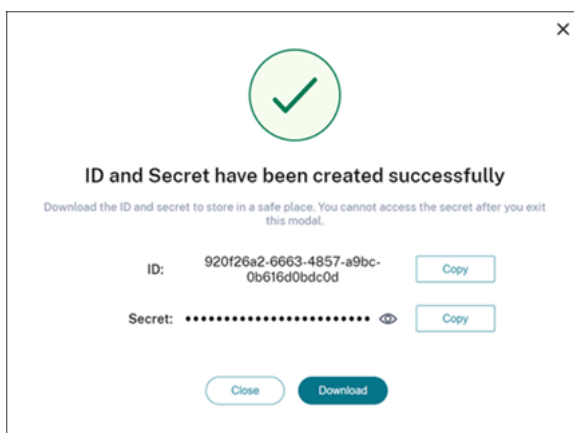 ID and Secret have been created successfully
Download the ID and secret to store in a safe place. You cannot access the secret after you exit
this modal.
ID: 920f26a2-6663-4857-a9bc- Copy
0b616d0bdc0d
Secret: •••••••••••••••••••••••• Copy
Close Download